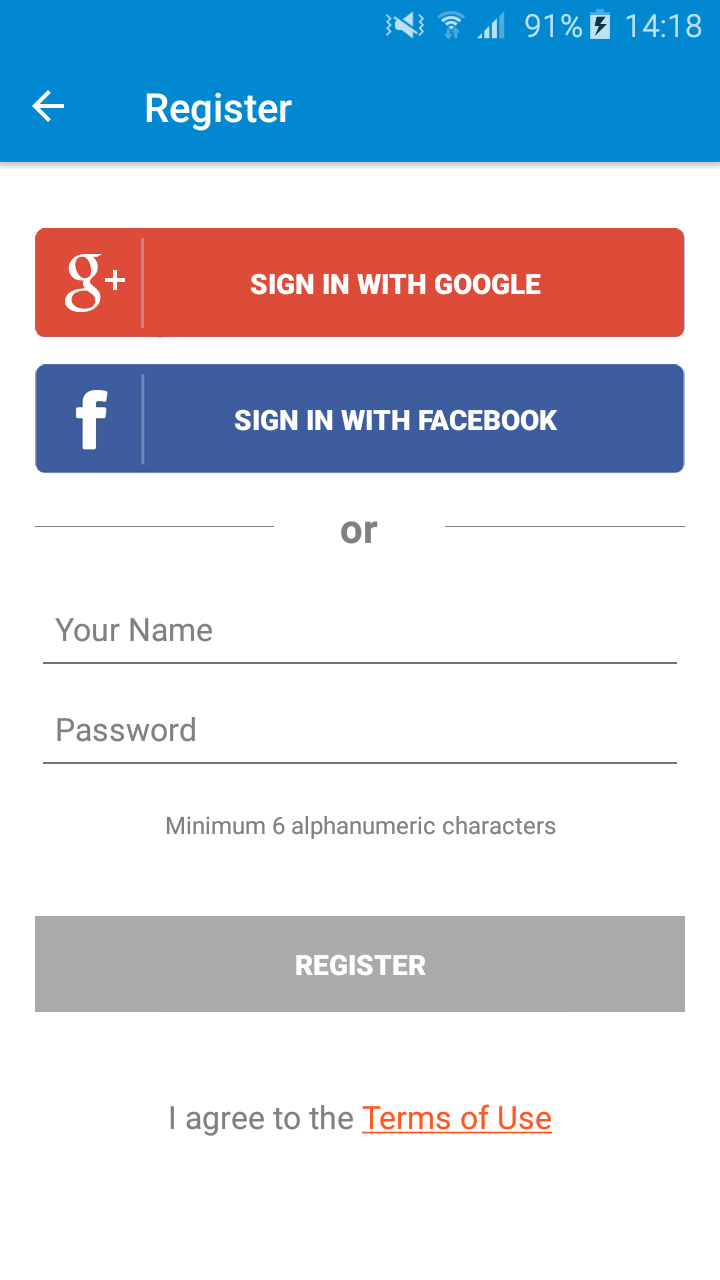 91% 14:18
Register
g+ SIGN IN WITH GOOGLE
f SIGN IN WITH FACEBOOK
or
Your Name
Password
Minimum 6 alphanumeric characters
REGISTER
I agree to the Terms of Use